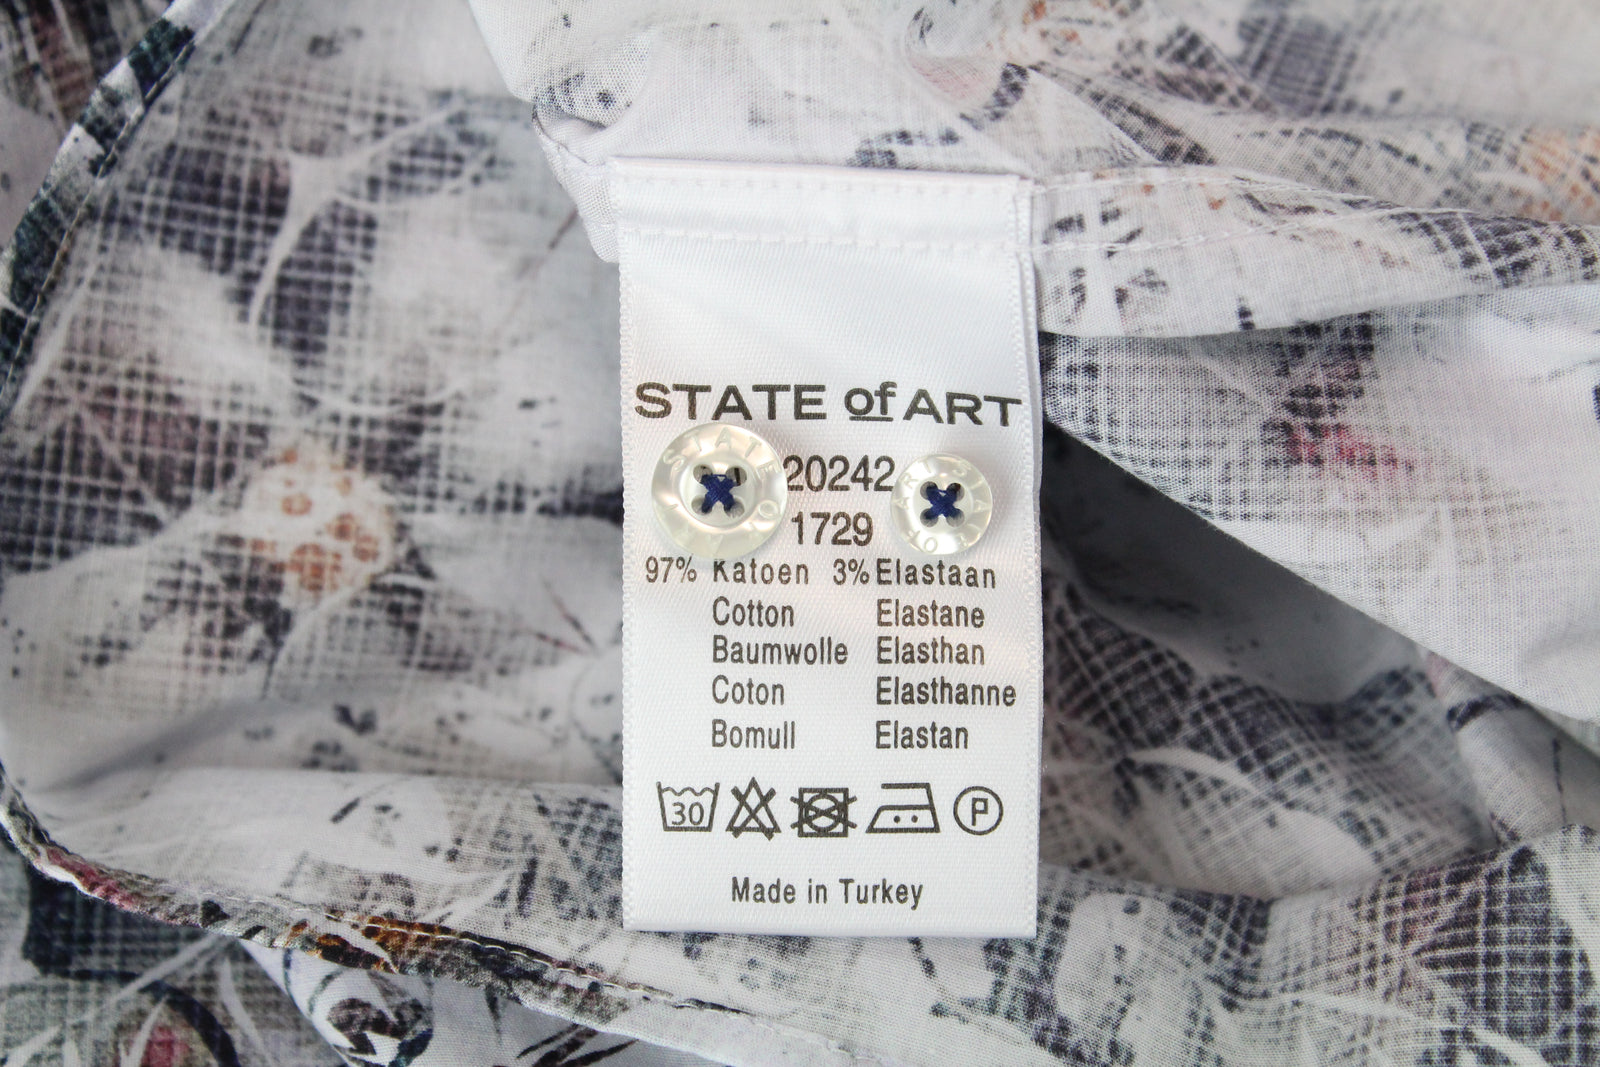 STATE of ART
20242
1729
97% Katoen 3% Elastaan
Cotton Elastane
Baumwolle Elasthan
Coton Elasthanne
Bomull Elastan
30
P
Made in Turkey